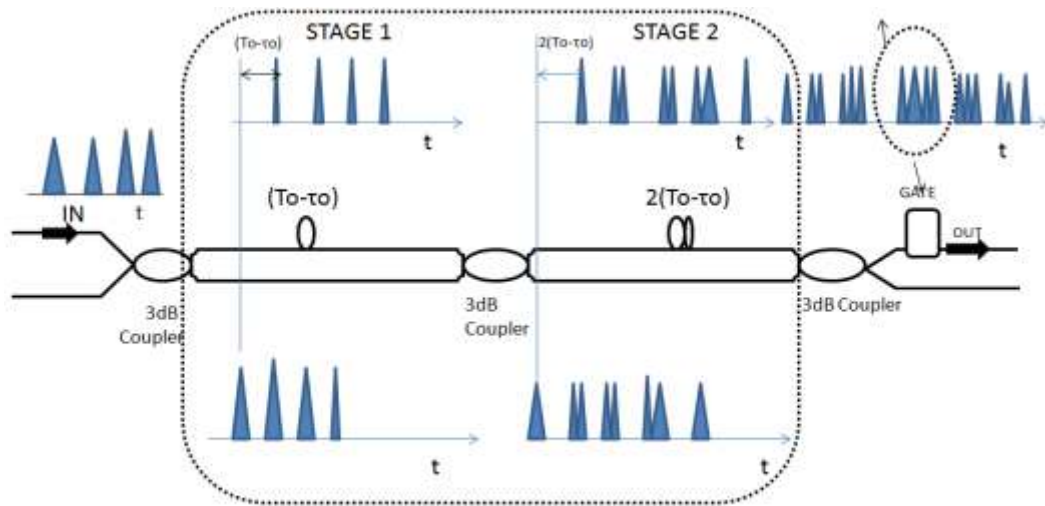 STAGE 1
STAGE 2
(To-τo)
2(To-τo)
t
t
t
IN t
(To-τo)
2(To-τo)
GATE
OUT
3dB
Coupler
3dB
Coupler
3dB Coupler
t
t